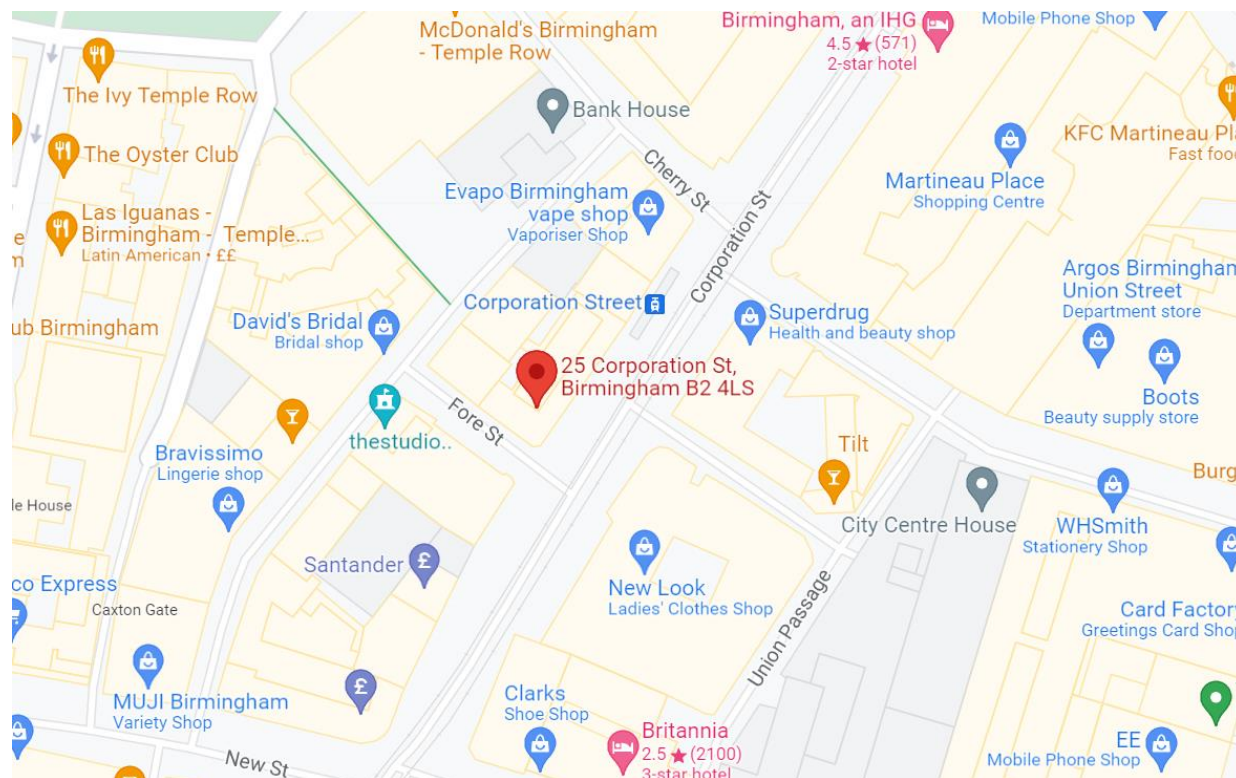 McDonald's Birmingham
- Temple Row
Birmingham, an IHG
4.5 ★ (571)
2-star hotel
Mobile Phone Shop
The Ivy Temple Row
Bank House
The Oyster Club
Cherry St
KFC Martineau Pl
Fast foo
Martineau Place
Shopping Centre
Evapo Birmingham
vape shop
Vaporiser Shop
Las Iguanas -
Birmingham - Temple...
Latin American • ££
Corporation St
Argos Birmingham
Union Street
Department store
Corporation Street
Superdrug
Health and beauty shop
ub Birmingham
David's Bridal
Bridal shop
25 Corporation St,
Birmingham B2 4LS
Boots
Beauty supply store
Fore St
thestudio..
Tilt
Bravissimo
Lingerie shop
Burg
le House
City Centre House
WHSmith
Stationery Shop
Santander
£
co Express
Caxton Gate
New Look
Ladies' Clothes Shop
Union Passage
Card Factory
Greetings Card Shop
£
MUJI Birmingham
Variety Shop
Clarks
Shoe Shop
Britannia
2.5 ★ (2100)
3-star hotel
EE
Mobile Phone Shop
New St